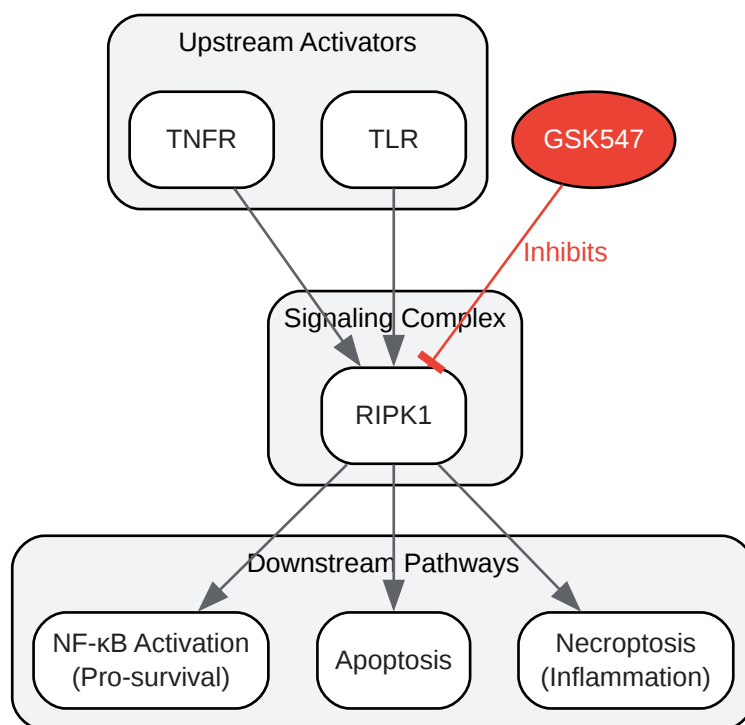 Upstream Activators
TNFR
TLR
GSK547
Inhibits
Signaling Complex
RIPK1
Downstream Pathways
NF-κB Activation
(Pro-survival)
Apoptosis
Necroptosis
(Inflammation)